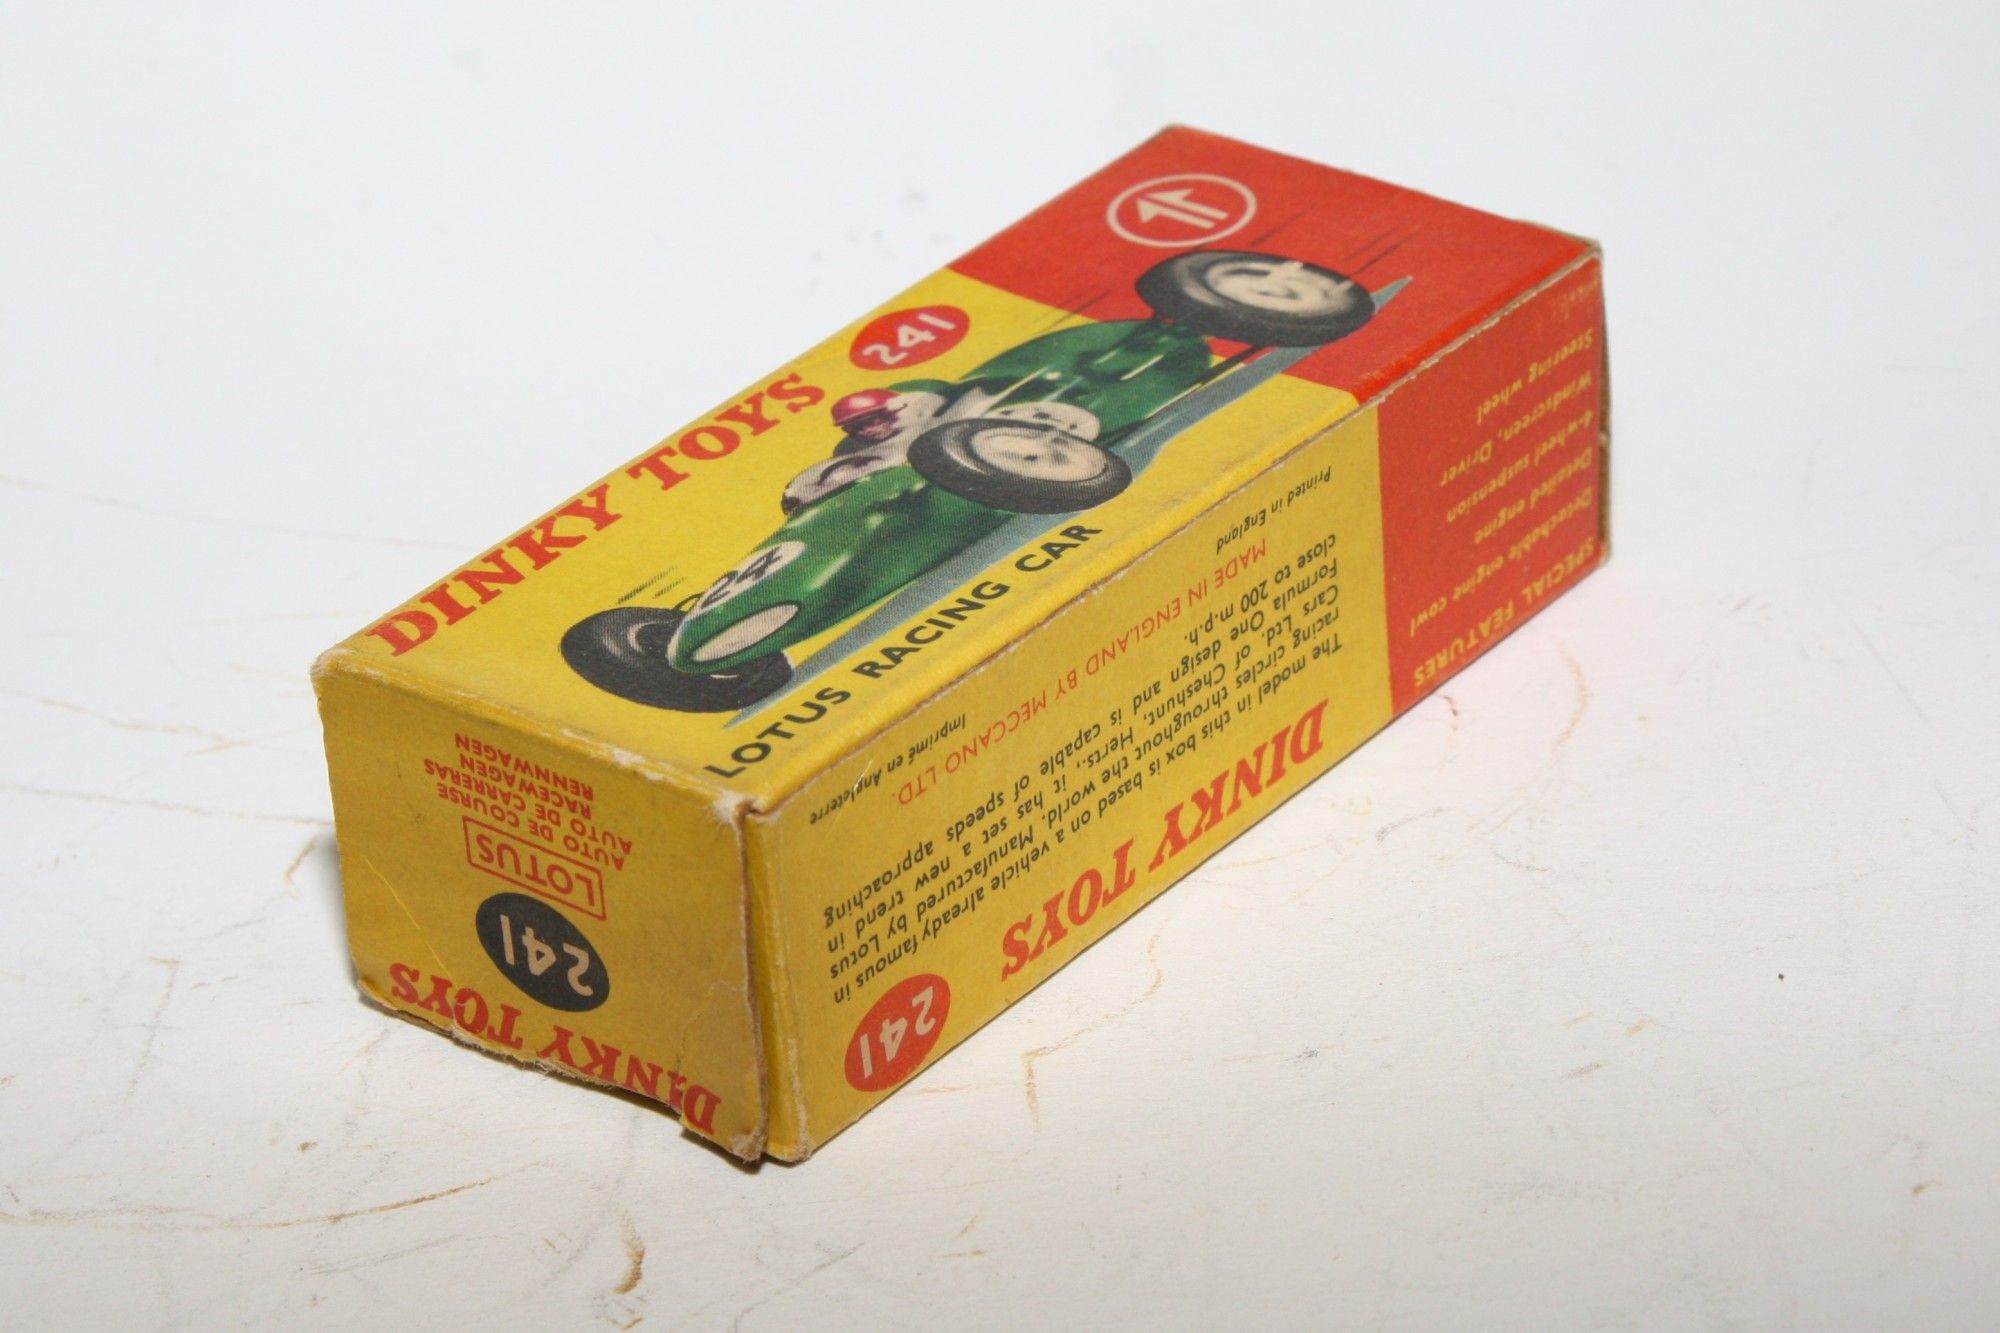 DINKY TOYS
241
24
LOTUS RACING CAR
Printed in England
MADE IN ENGLAND BY MECCANO LTD.
Imprimé en Angleterre
The model in this box is based on a vehicle already famous in
racing circles throughout the world. Manufactured by Lotus
Cars Ltd. of Cheshunt, Herts., it has set a new trend in
Formula One design and is capable of speeds approaching
close to 200 m.p.h.
DINKY TOYS
241
SPECIAL FEATURES
Detachable engine cowl
Detailed engine
4-wheel suspension
Windscreen, Driver
Steering wheel
DINKY TOYS
241
LOTUS
AUTO DE COURSE
AUTO DE CARRERAS
RACEWAGEN
RENNWAGEN